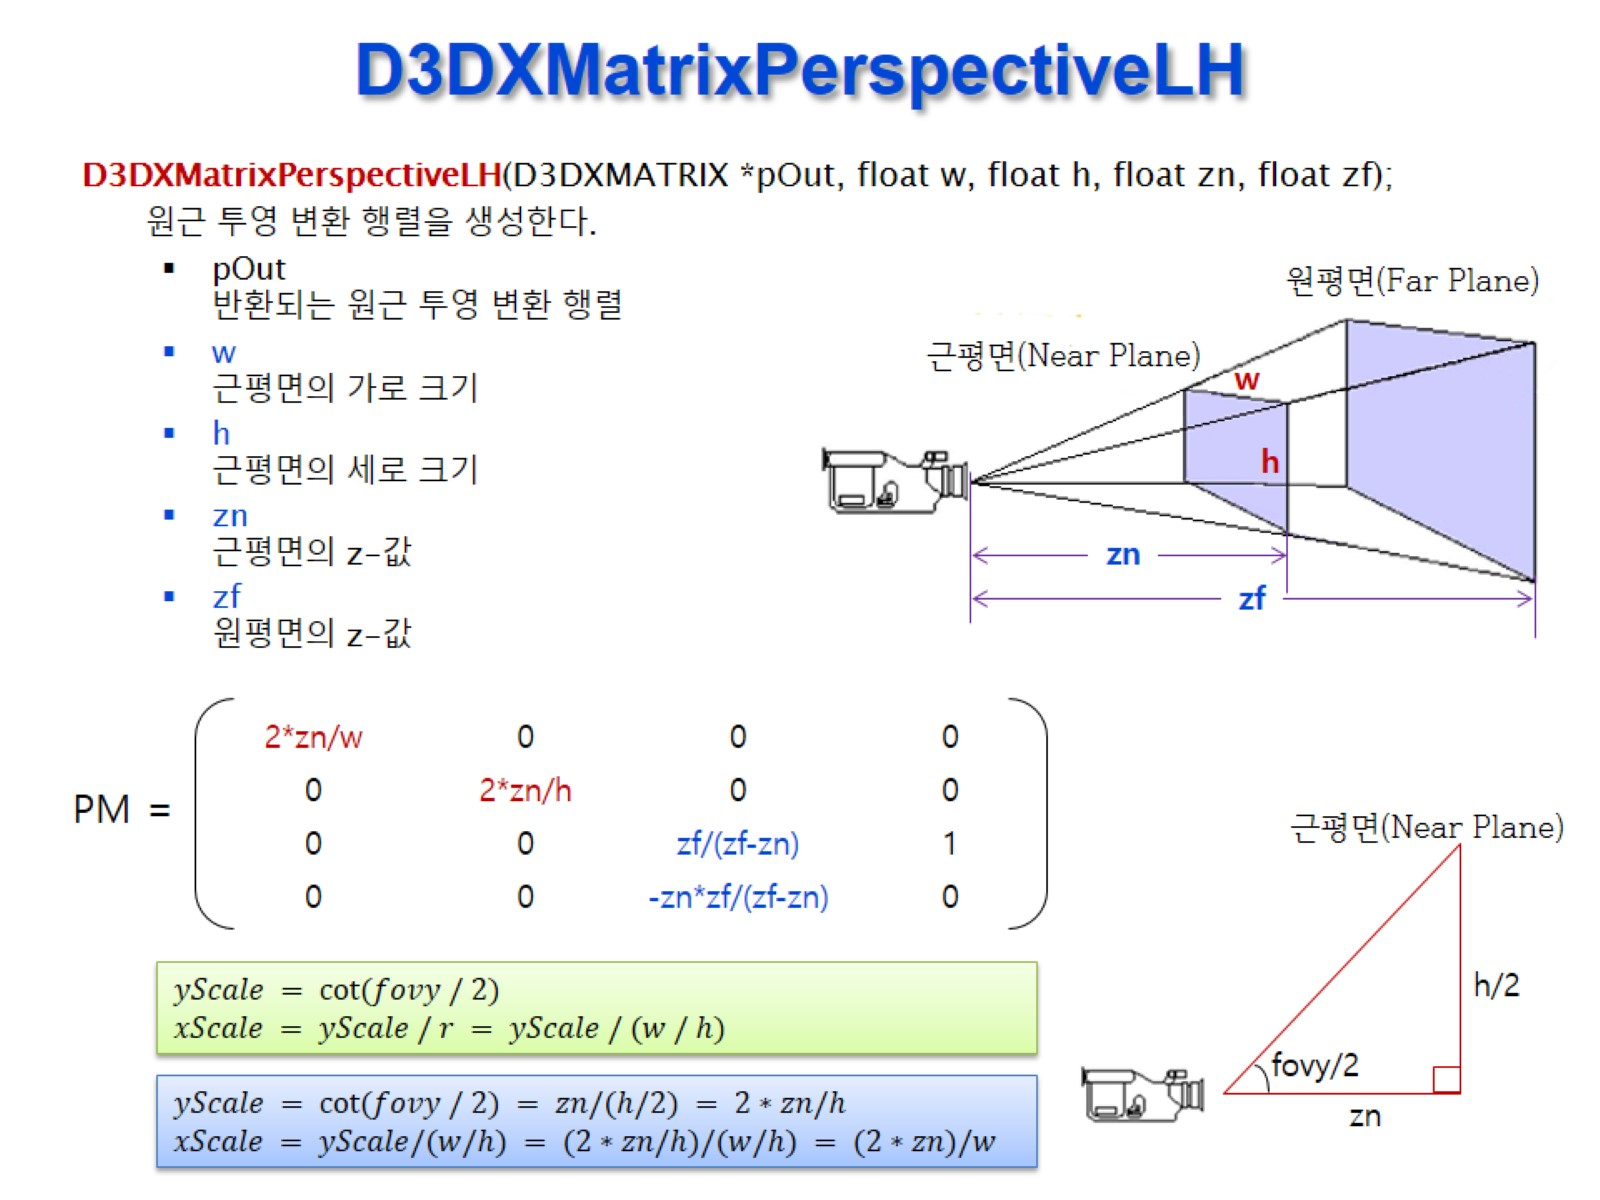 D3DXMatrixPerspectiveLH
D3DXMatrixPerspectiveLH(D3DXMATRIX *pOut, float w, float h, float zn, float zf);
원근 투영 변환 행렬을 생성한다.
▪ pOut
반환되는 원근 투영 변환 행렬
▪ w
근평면의 가로 크기
▪ h
근평면의 세로 크기
▪ zn
근평면의 z-값
▪ zf
원평면의 z-값
원평면(Far Plane)
근평면(Near Plane)
w
h
zn
zf
PM =
2*zn/w 0 0 0
0 2*zn/h 0 0
0 0 zf/(zf-zn) 1
0 0 -zn*zf/(zf-zn) 0
yScale = cot(fovy / 2)
xScale = yScale / r = yScale / (w / h)
yScale = cot(fovy / 2) = zn/(h/2) = 2 * zn/h
xScale = yScale/(w/h) = (2 * zn/h)/(w/h) = (2 * zn)/w
근평면(Near Plane)
h/2
fovy/2
zn